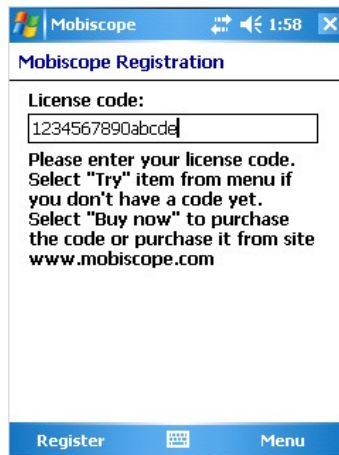 Mobiscope 1:58
Mobiscope Registration
License code:
1234567890abcde
Please enter your license code.
Select "Try" item from menu if
you don't have a code yet.
Select "Buy now" to purchase
the code or purchase it from site
www.mobiscope.com
Register Menu